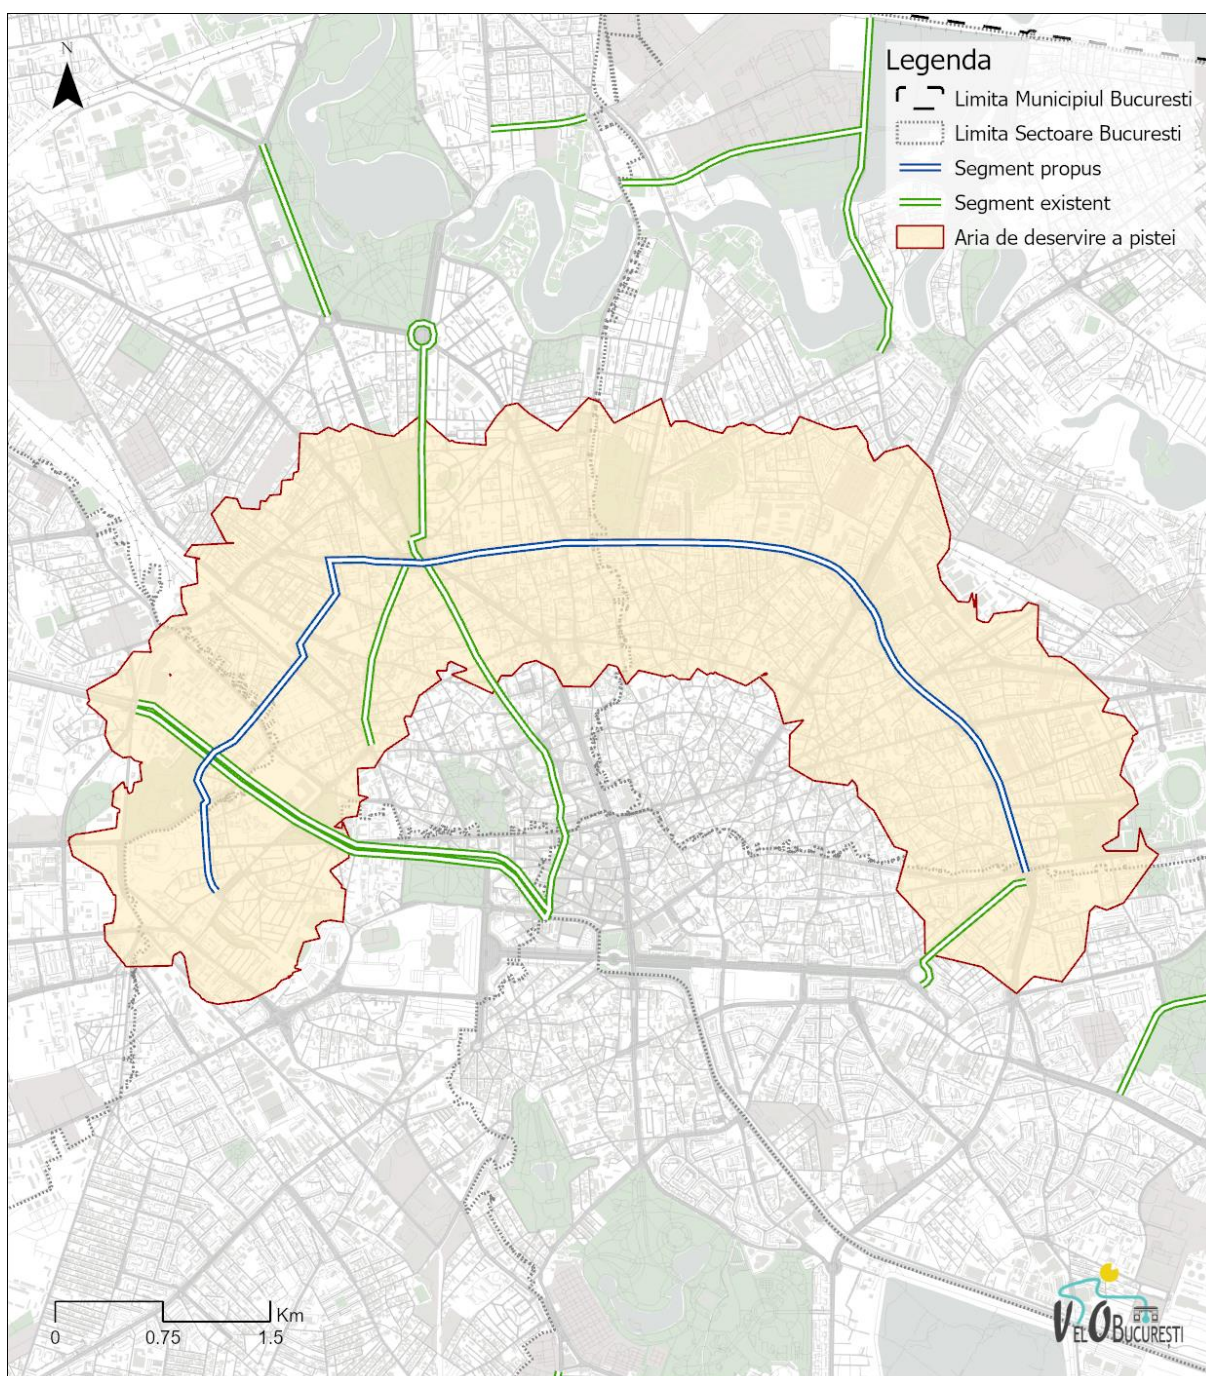 N
Legenda
Limita Municipiul Bucuresti
Limita Sectoare Bucuresti
Segment propus
Segment existent
Aria de deservire a pistei
Km
0 0.75 1.5
VELOBUCUREȘTI